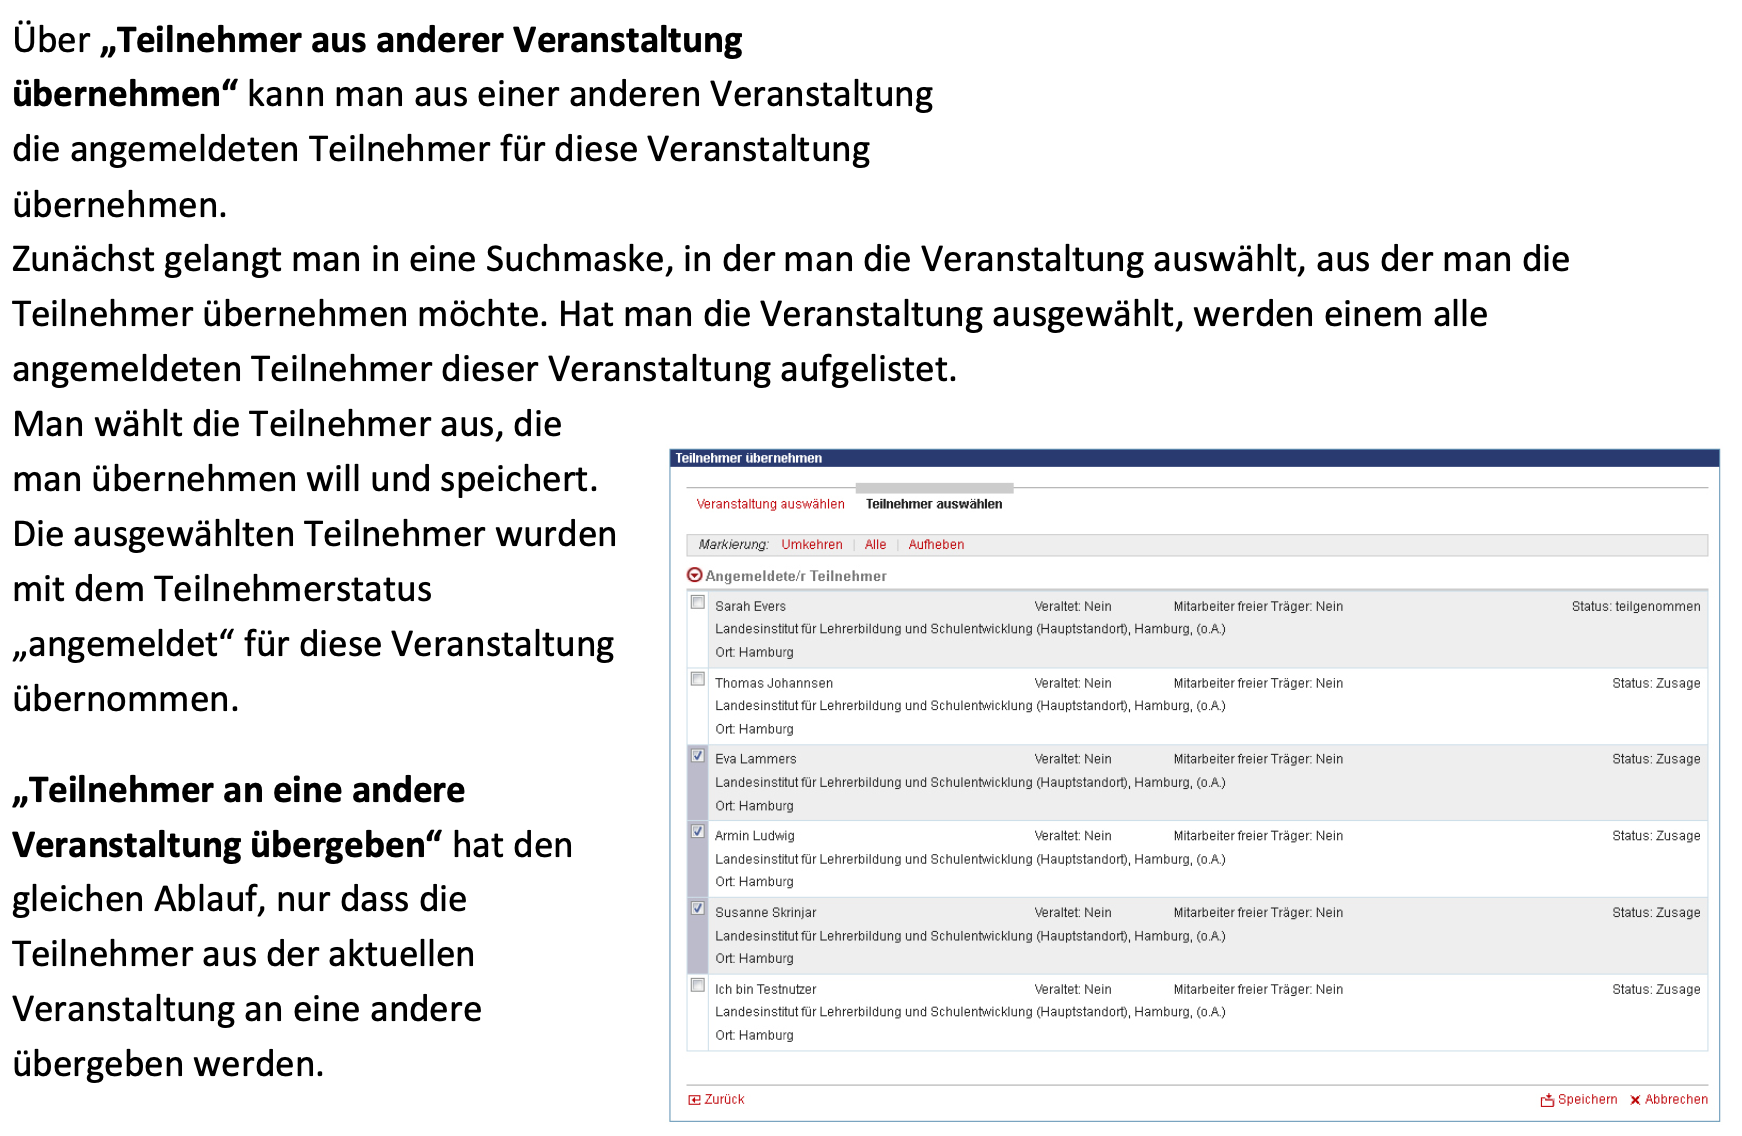 Über „Teilnehmer aus anderer Veranstaltung
übernehmen“ kann man aus einer anderen Veranstaltung
die angemeldeten Teilnehmer für diese Veranstaltung
übernehmen.
Zunächst gelangt man in eine Suchmaske, in der man die Veranstaltung auswählt, aus der man die
Teilnehmer übernehmen möchte. Hat man die Veranstaltung ausgewählt, werden einem alle
angemeldeten Teilnehmer dieser Veranstaltung aufgelistet.
Man wählt die Teilnehmer aus, die
man übernehmen will und speichert.
Die ausgewählten Teilnehmer wurden
mit dem Teilnehmerstatus
„angemeldet“ für diese Veranstaltung
übernommen.
„Teilnehmer an eine andere
Veranstaltung übergeben“ hat den
gleichen Ablauf, nur dass die
Teilnehmer aus der aktuellen
Veranstaltung an eine andere
übergeben werden.
Teilnehmer übernehmen
Veranstaltung auswählen Teilnehmer auswählen
Markierung: Umkehren | Alle | Aufheben
Angemeldete/r Teilnehmer
Sarah Evers Veraltet: Nein Mitarbeiter freier Träger: Nein Status: teilgenommen
Landesinstitut für Lehrerbildung und Schulentwicklung (Hauptstandort), Hamburg, (o.A.)
Ort: Hamburg
Thomas Johannsen Veraltet: Nein Mitarbeiter freier Träger: Nein Status: Zusage
Landesinstitut für Lehrerbildung und Schulentwicklung (Hauptstandort), Hamburg, (o.A.)
Ort: Hamburg
Eva Lammers Veraltet: Nein Mitarbeiter freier Träger: Nein Status: Zusage
Landesinstitut für Lehrerbildung und Schulentwicklung (Hauptstandort), Hamburg, (o.A.)
Ort: Hamburg
Armin Ludwig Veraltet: Nein Mitarbeiter freier Träger: Nein Status: Zusage
Landesinstitut für Lehrerbildung und Schulentwicklung (Hauptstandort), Hamburg, (o.A.)
Ort: Hamburg
Susanne Skrinjar Veraltet: Nein Mitarbeiter freier Träger: Nein Status: Zusage
Landesinstitut für Lehrerbildung und Schulentwicklung (Hauptstandort), Hamburg, (o.A.)
Ort: Hamburg
Ich bin Testnutzer Veraltet: Nein Mitarbeiter freier Träger: Nein Status: Zusage
Landesinstitut für Lehrerbildung und Schulentwicklung (Hauptstandort), Hamburg, (o.A.)
Ort: Hamburg
Zurück Speichern Abbrechen